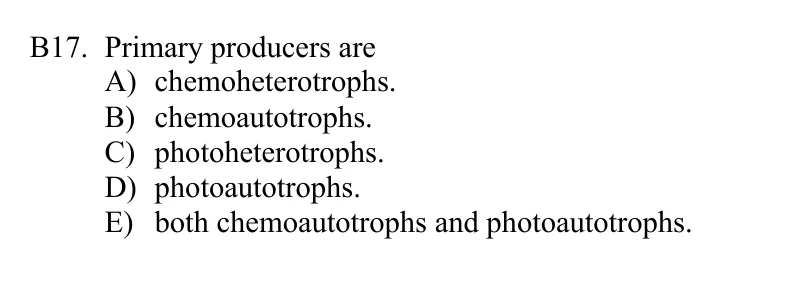 B17. Primary producers are
A) chemoheterotrophs.
B) chemoautotrophs.
C) photoheterotrophs.
D) photoautotrophs.
E) both chemoautotrophs and photoautotrophs.